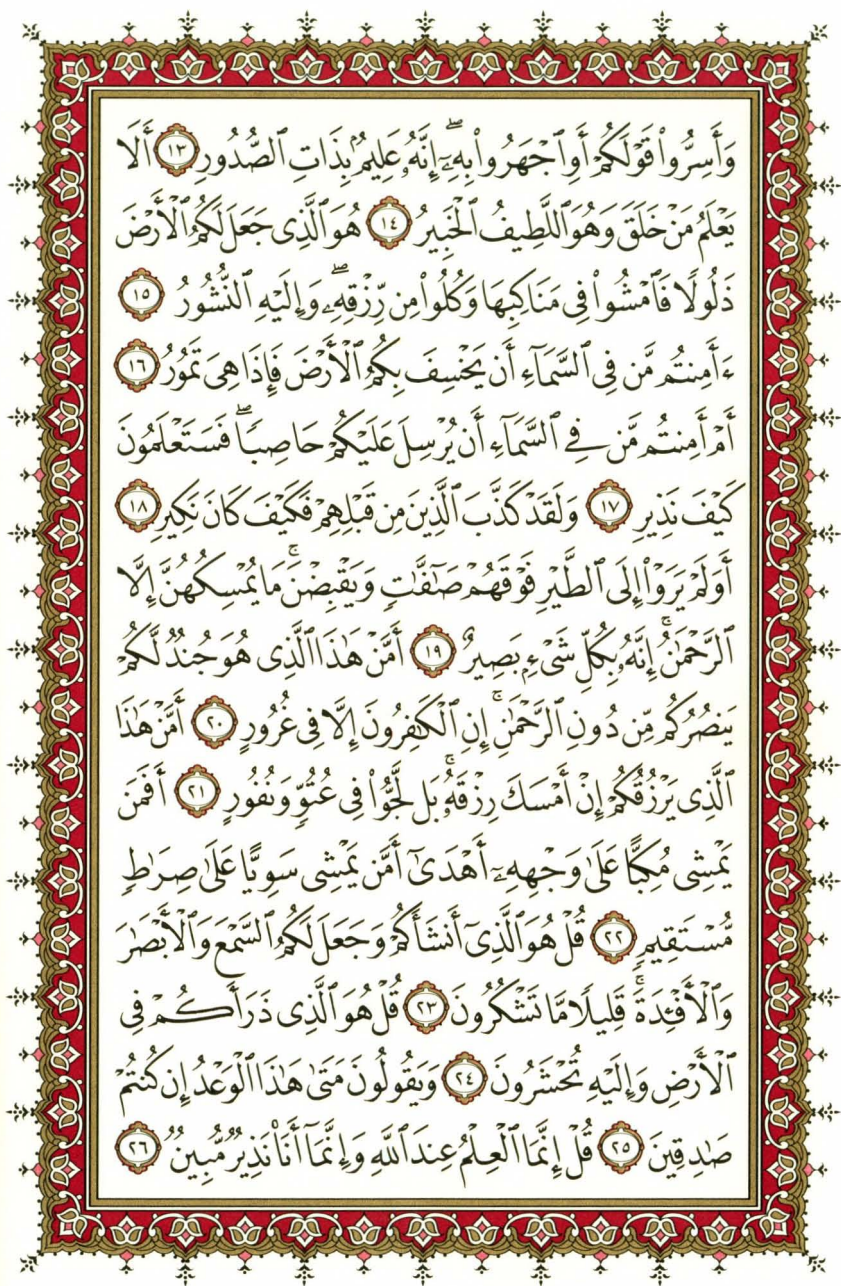 وَأَسِرُّواْ قَوْلَكُمْ أَوِ ٱجْهَرُواْ بِهِۦٓۖ إِنَّهُۥ عَلِيمُۢ بِذَاتِ ٱلصُّدُورِ ١٣ أَلَا
يَعْلَمُ مَنْ خَلَقَ وَهُوَ ٱللَّطِيفُ ٱلْخَبِيرُ ١٤ هُوَ ٱلَّذِى جَعَلَ لَكُمُ ٱلْأَرْضَ
ذَلُولًا فَٱمْشُواْ فِى مَنَاكِبِهَا وَكُلُواْ مِن رِّزْقِهِۦۖ وَإِلَيْهِ ٱلنُّشُورُ ١٥
ءَأَمِنتُم مَّن فِى ٱلسَّمَآءِ أَن يَخْسِفَ بِكُمُ ٱلْأَرْضَ فَإِذَا هِىَ تَمُورُ ١٦
أَمْ أَمِنتُم مَّن فِى ٱلسَّمَآءِ أَن يُرْسِلَ عَلَيْكُمْ حَاصِبًاۖ فَسَتَعْلَمُونَ
كَيْفَ نَذِيرِ ١٧ وَلَقَدْ كَذَّبَ ٱلَّذِينَ مِن قَبْلِهِمْ فَكَيْفَ كَانَ نَكِيرِ ١٨
أَوَلَمْ يَرَوْاْ إِلَى ٱلطَّيْرِ فَوْقَهُمْ صَٰٓفَّٰتٍ وَيَقْبِضْنَۚ مَا يُمْسِكُهُنَّ إِلَّا
ٱلرَّحْمَٰنُۚ إِنَّهُۥ بِكُلِّ شَىْءِۭ بَصِيرٌ ١٩ أَمَّنْ هَٰذَا ٱلَّذِى هُوَ جُندٌ لَّكُمْ
يَنصُرُكُم مِّن دُونِ ٱلرَّحْمَٰنِۚ إِنِ ٱلْكَٰفِرُونَ إِلَّا فِى غُرُورٍ ٢٠ أَمَّنْ هَٰذَا
ٱلَّذِى يَرْزُقُكُمْ إِنْ أَمْسَكَ رِزْقَهُۥۚ بَل لَّجُّواْ فِى عُتُوٍّ وَنُفُورٍ ٢١ أَفَمَن
يَمْشِى مُكِبًّا عَلَىٰ وَجْهِهِۦٓ أَهْدَىٰٓ أَمَّن يَمْشِى سَوِيًّا عَلَىٰ صِرَٰطٍ
مُّسْتَقِيمٍ ٢٢ قُلْ هُوَ ٱلَّذِىٓ أَنشَأَكُمْ وَجَعَلَ لَكُمُ ٱلسَّمْعَ وَٱلْأَبْصَٰرَ
وَٱلْأَفْـِٔدَةَۚ قَلِيلًا مَّا تَشْكُرُونَ ٢٣ قُلْ هُوَ ٱلَّذِى ذَرَأَكُمْ فِى
ٱلْأَرْضِ وَإِلَيْهِ تُحْشَرُونَ ٢٤ وَيَقُولُونَ مَتَىٰ هَٰذَا ٱلْوَعْدُ إِن كُنتُمْ
صَٰدِقِينَ ٢٥ قُلْ إِنَّمَا ٱلْعِلْمُ عِندَ ٱللَّهِ وَإِنَّمَآ أَنَا۠ نَذِيرٌ مُّبِينٌ ٢٦